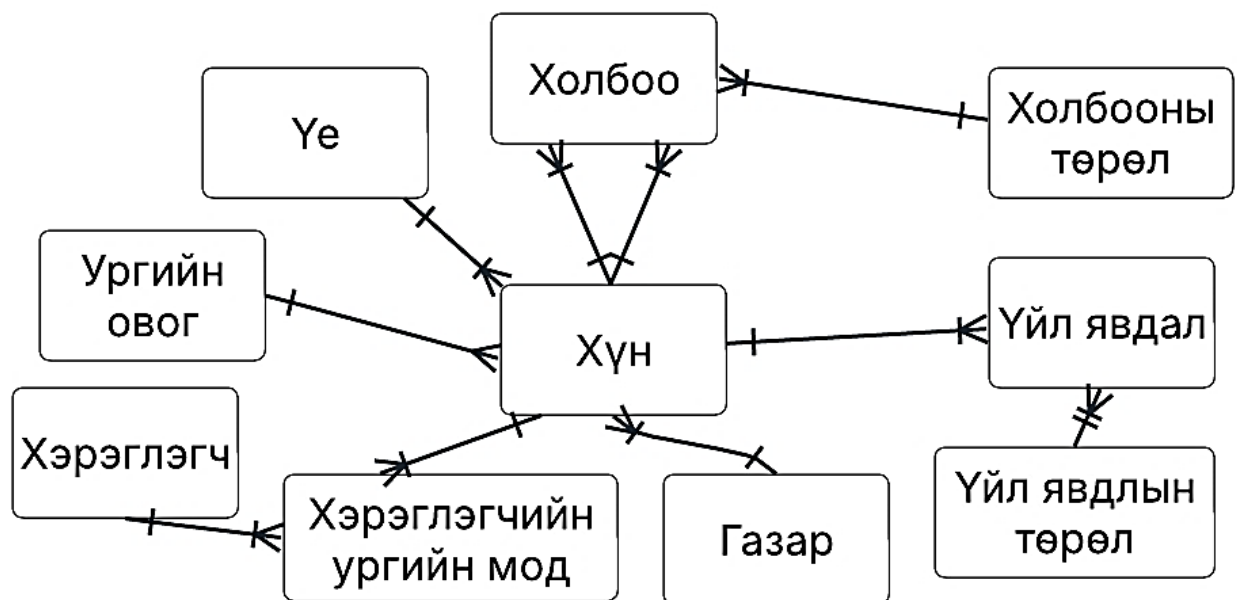 Холбоо
Үе
Холбооны
төрөл
Ургийн
овог
Хүн
Үйл явдал
Хэрэглэгч
Хэрэглэгчийн
ургийн мод
Газар
Үйл явдлын
төрөл